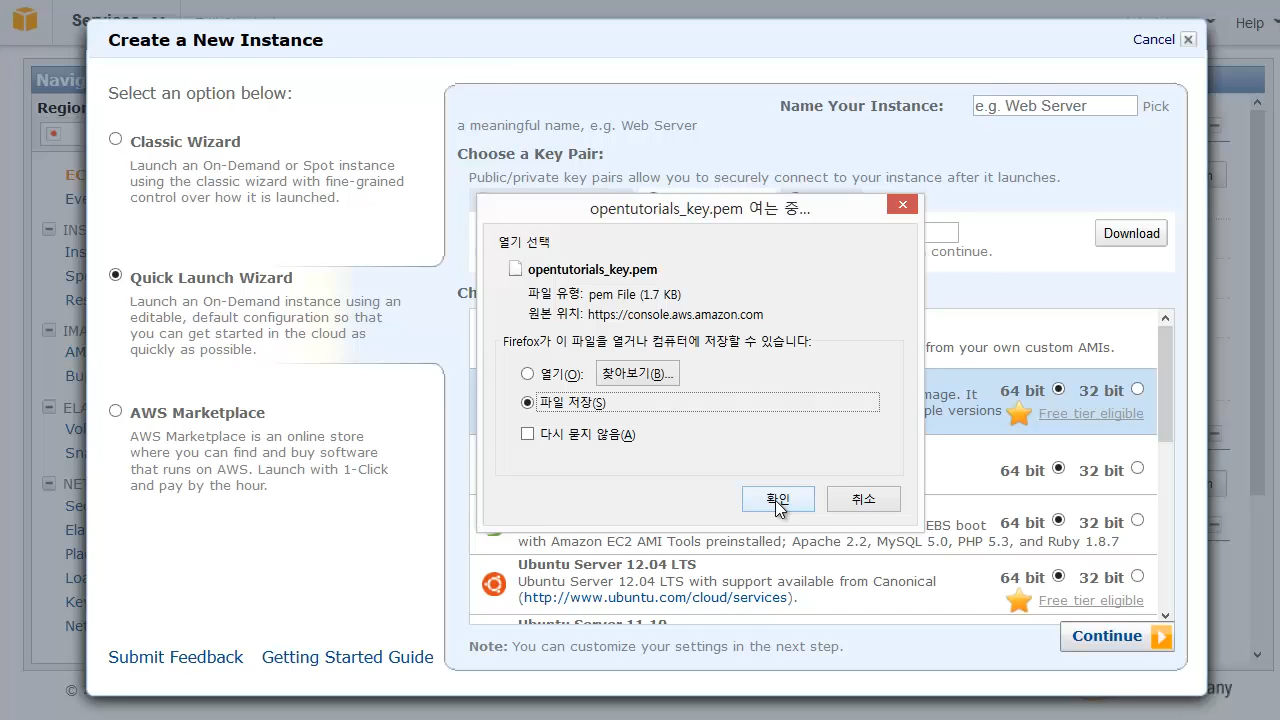 Help
Create a New Instance
Cancel
Navig
Region
Select an option below:
Classic Wizard
Launch an On-Demand or Spot instance
using the classic wizard with fine-grained
control over how it is launched.
Quick Launch Wizard
Launch an On-Demand instance using an
editable, default configuration so that
you can get started in the cloud as
quickly as possible.
AWS Marketplace
AWS Marketplace is an online store
where you can find and buy software
that runs on AWS. Launch with 1-Click
and pay by the hour.
Submit Feedback Getting Started Guide
Name Your Instance: e.g. Web Server Pick
a meaningful name, e.g. Web Server
Choose a Key Pair:
Public/private key pairs allow you to securely connect to your instance after it launches.
Download
continue.
Ch
from your own custom AMIs.
mage. It 64 bit 32 bit
ple versions Free tier eligible
64 bit 32 bit
EBS boot 64 bit 32 bit
with Amazon EC2 AMI Tools preinstalled; Apache 2.2, MySQL 5.0, PHP 5.3, and Ruby 1.8.7
Ubuntu Server 12.04 LTS
Ubuntu Server 12.04 LTS with support available from Canonical 64 bit 32 bit
(http://www.ubuntu.com/cloud/services). Free tier eligible
Ubuntu Server 11.10
Note: You can customize your settings in the next step.
Continue
opentutorials_key.pem 여는 중...
열기 선택
opentutorials_key.pem
파일 유형: pem File (1.7 KB)
원본 위치: https://console.aws.amazon.com
Firefox가 이 파일을 열거나 컴퓨터에 저장할 수 있습니다:
열기(O): 찾아보기(B)...
파일 저장(S)
다시 묻지 않음(A)
확인 취소